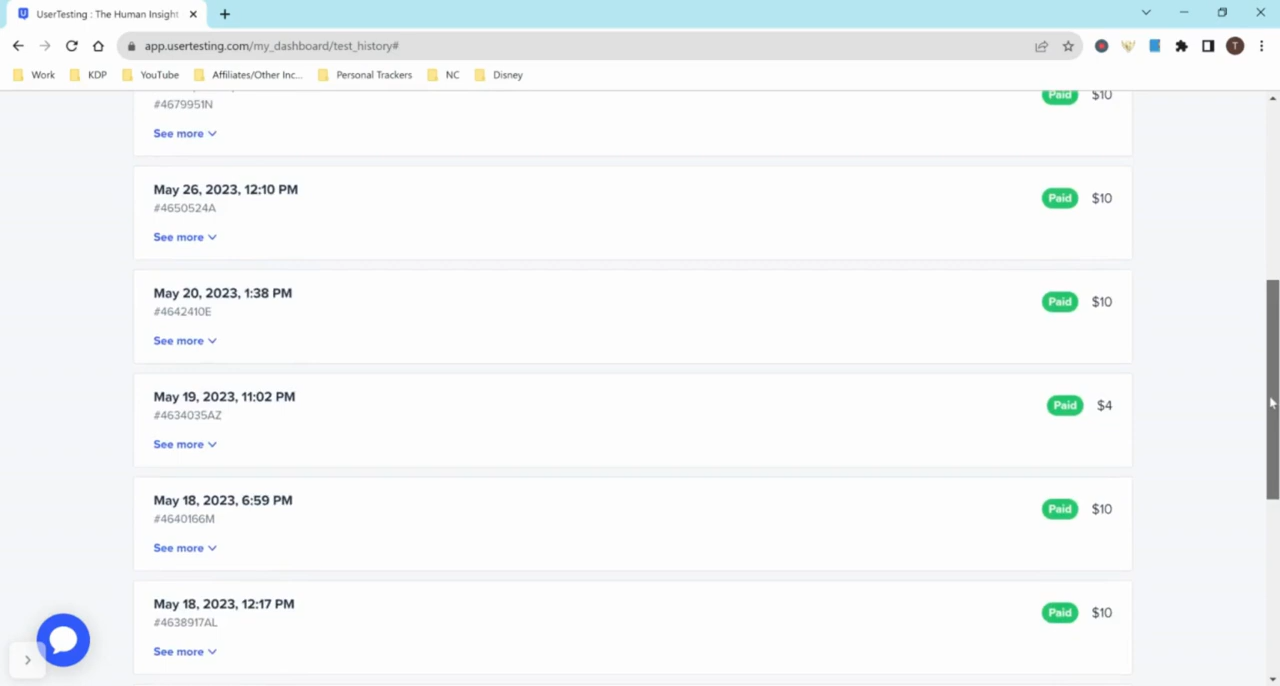 UserTesting : The Human Insight
app.usertesting.com/my_dashboard/test_history#
T
Work
KDP
YouTube
Affiliates/Other Inc...
Personal Trackers
NC
Disney
#4679951N
Paid
$10
See more
May 26, 2023, 12:10 PM
#4650524A
Paid
$10
See more
May 20, 2023, 1:38 PM
#4642410E
Paid
$10
See more
May 19, 2023, 11:02 PM
#4634035AZ
Paid
$4
See more
May 18, 2023, 6:59 PM
#4640166M
Paid
$10
See more
May 18, 2023, 12:17 PM
#4638917AL
Paid
$10
See more